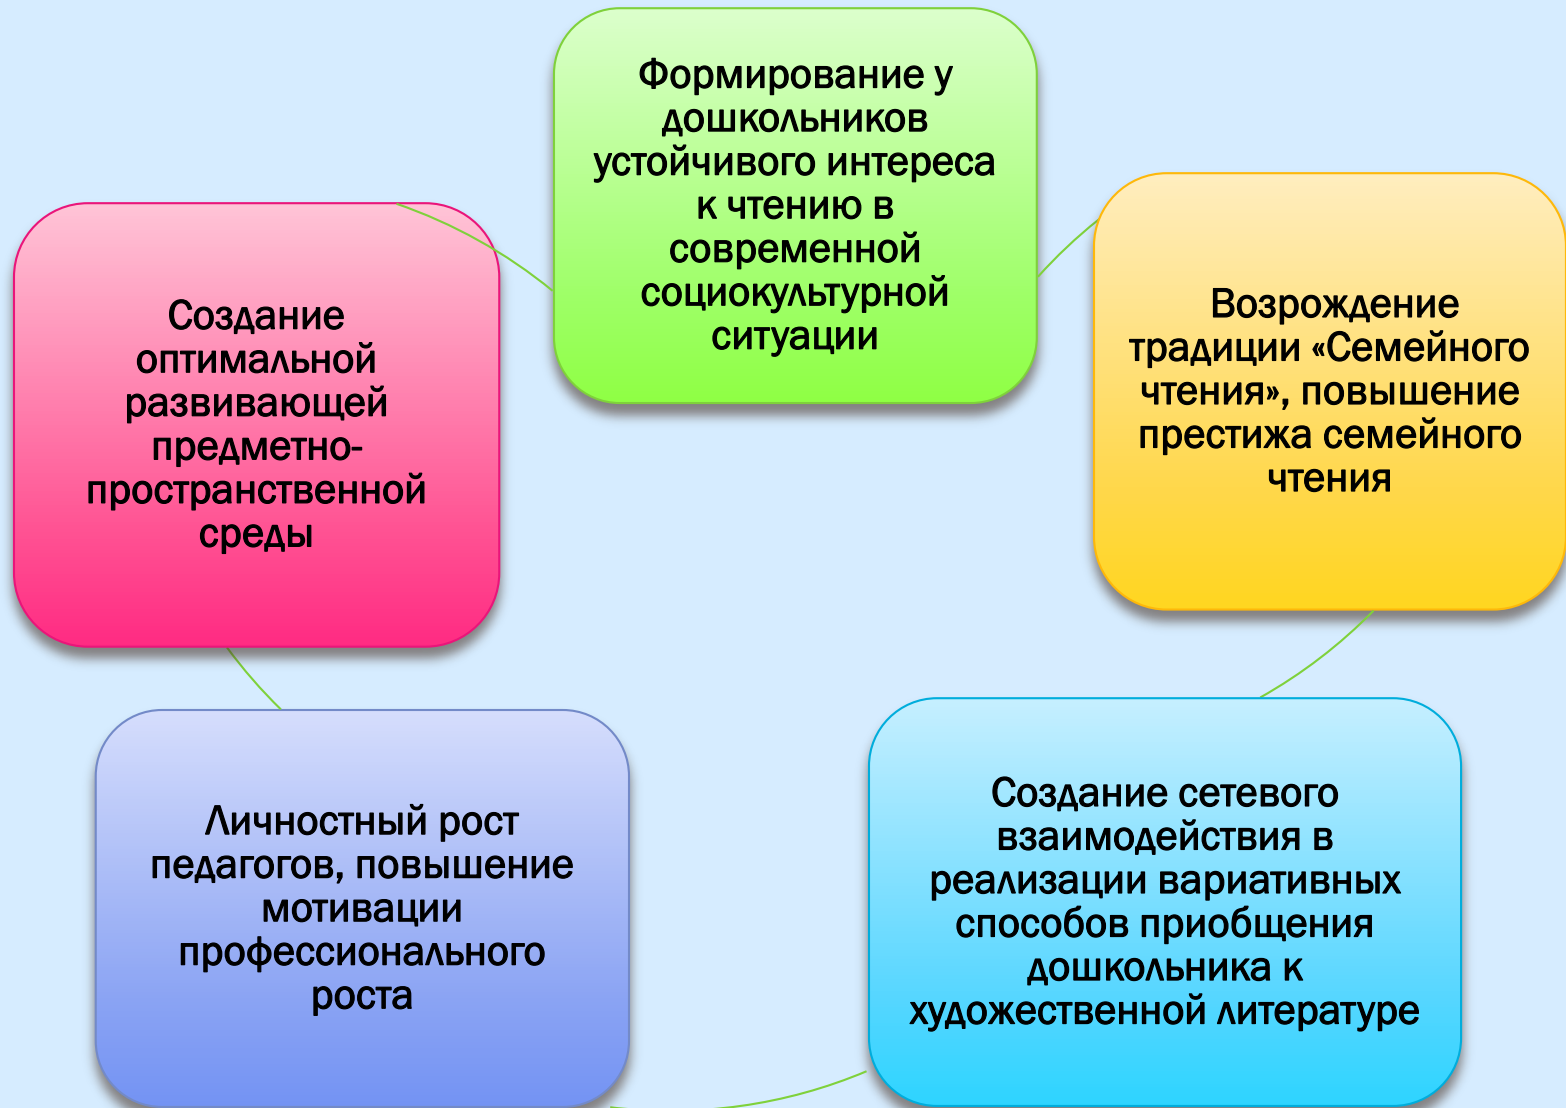 Формирование у
дошкольников
устойчивого интереса
к чтению в
современной
социокультурной
ситуации
Возрождение
традиции «Семейного
чтения», повышение
престижа семейного
чтения
Создание сетевого
взаимодействия в
реализации вариативных
способов приобщения
дошкольника к
художественной литературе
Личностный рост
педагогов, повышение
мотивации
профессионального
роста
Создание
оптимальной
развивающей
предметно-
пространственной
среды